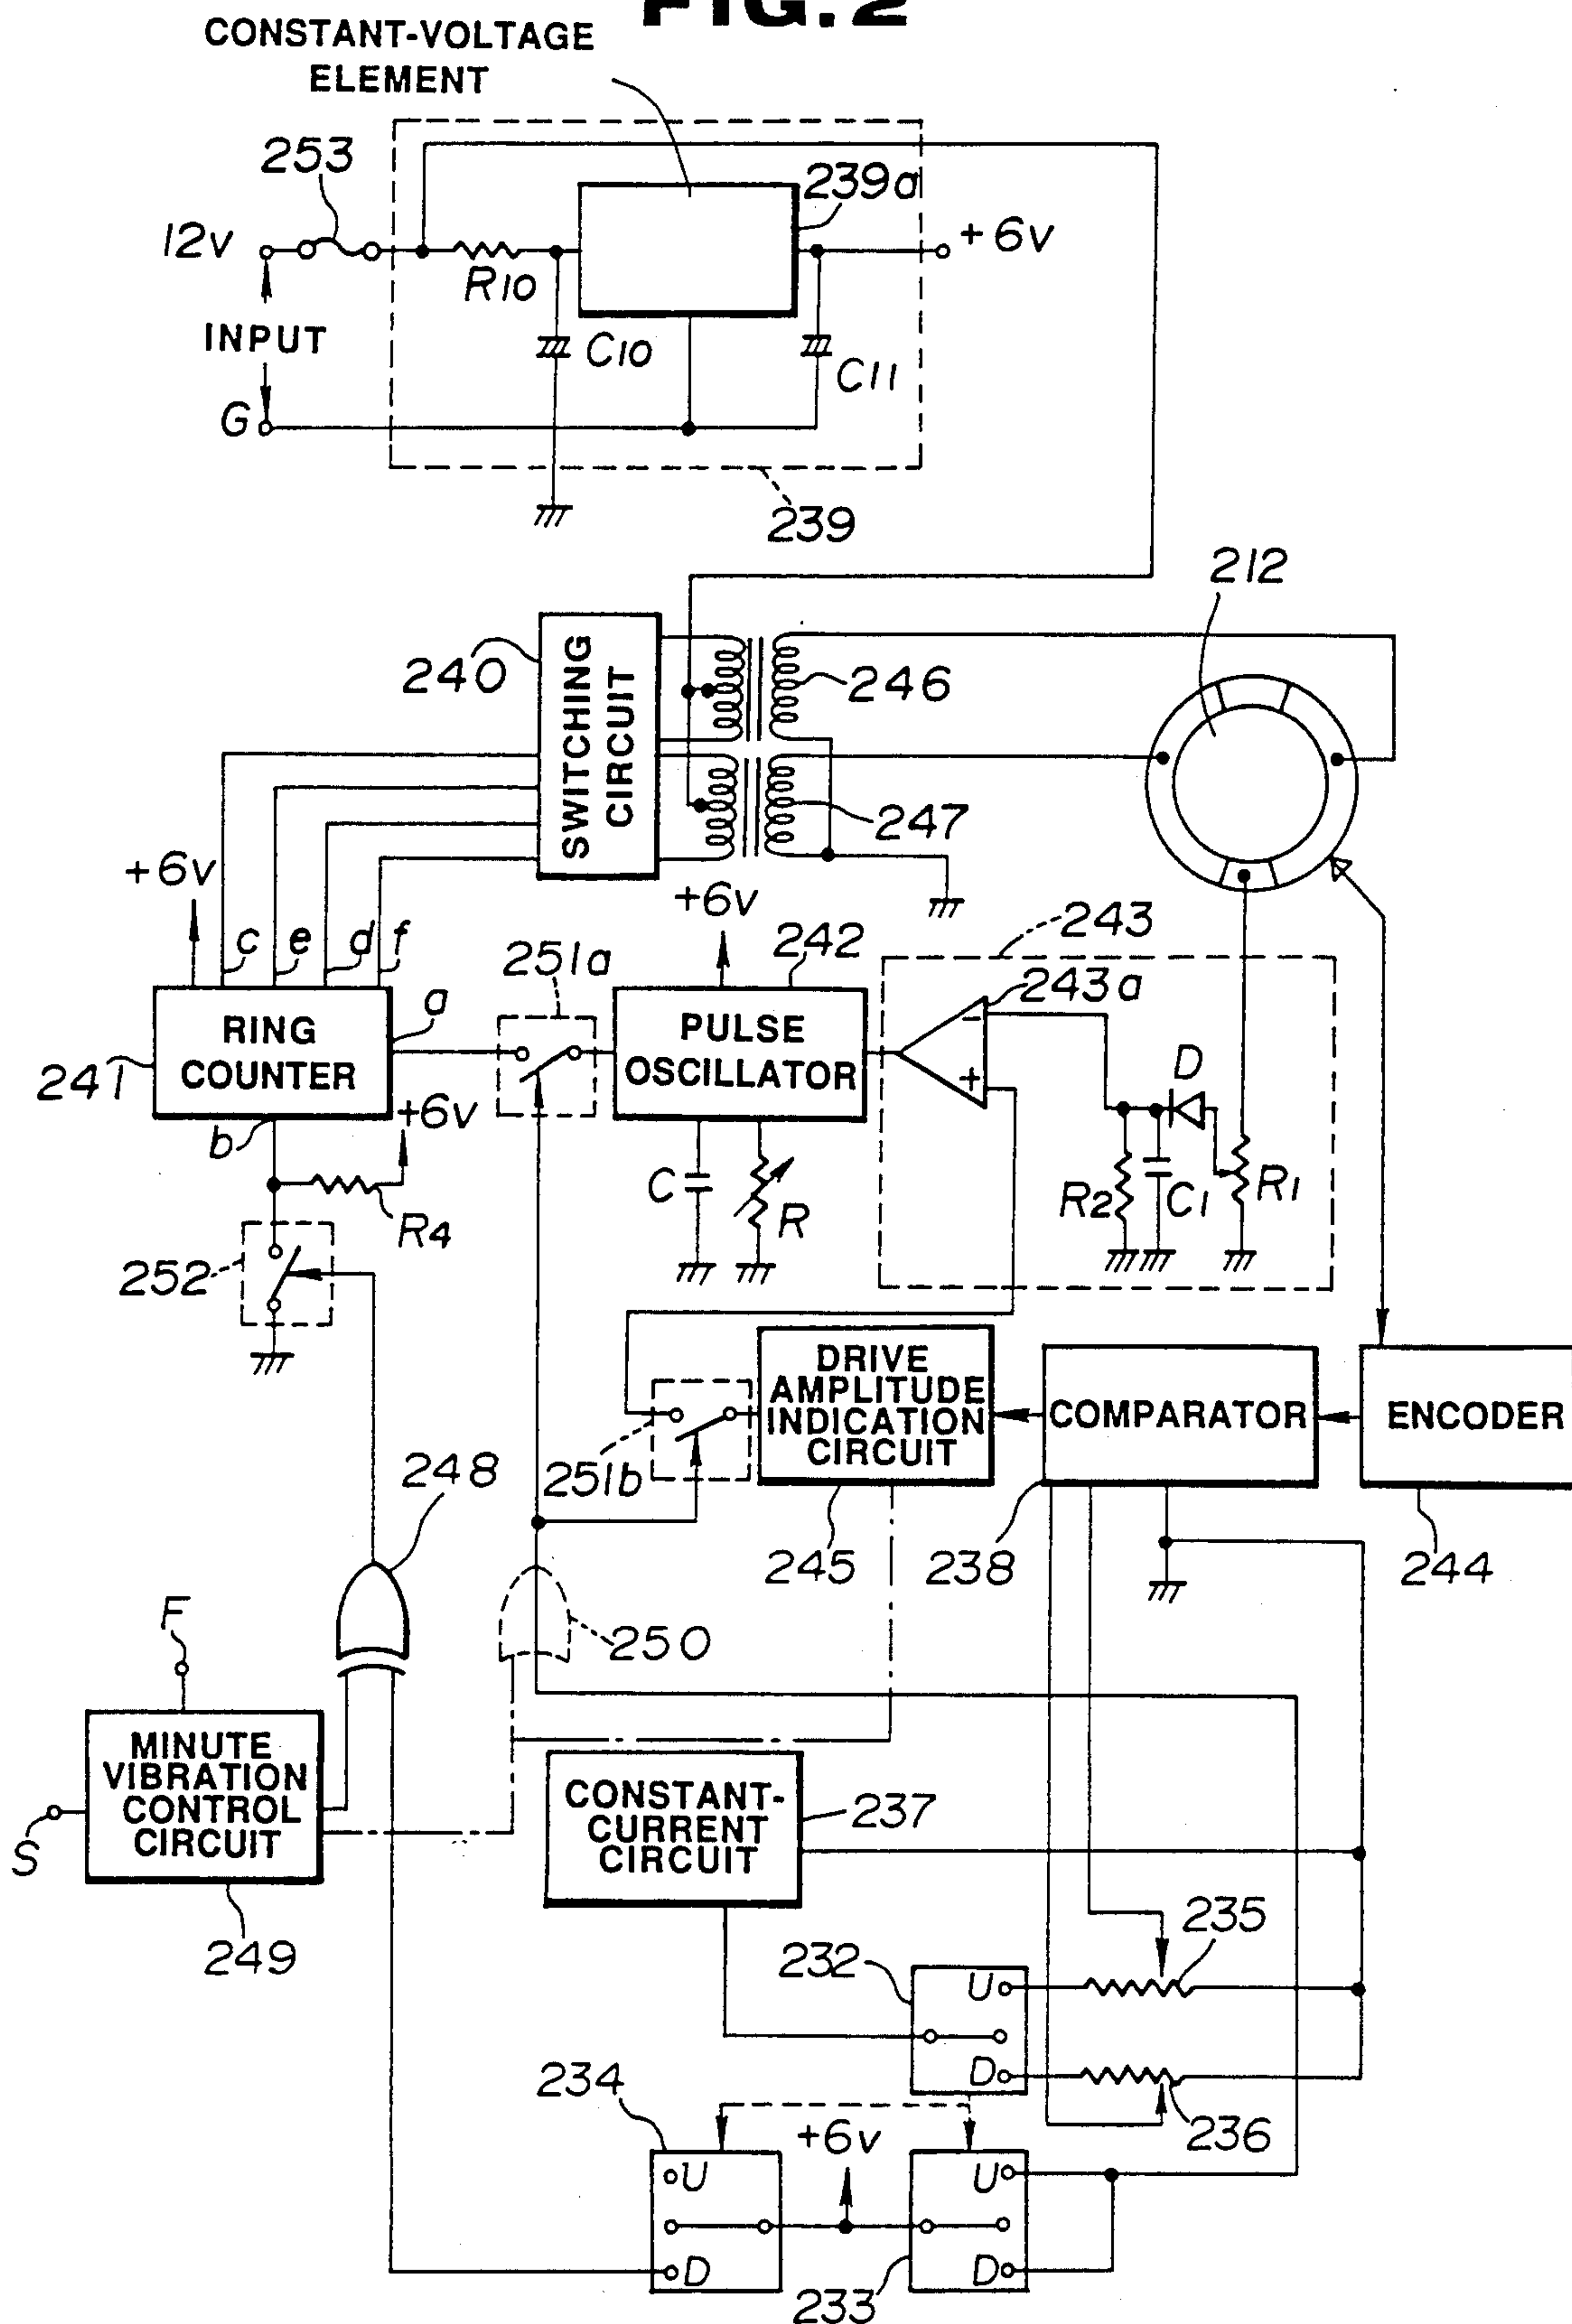 FIG. 2
CONSTANT-VOLTAGE
ELEMENT
253
239a
12v
+6v
R10
INPUT
C10
C11
G
239
212
240
SWITCHING
CIRCUIT
246
247
+6v
+6v
c
e
d
f
251a
242
243
243a
a
RING
COUNTER
PULSE
OSCILLATOR
−
+
D
241
+6v
b
R4
C
R
R2
C1
R1
252
DRIVE
AMPLITUDE
INDICATION
CIRCUIT
COMPARATOR
ENCODER
251b
248
245
238
244
F
250
MINUTE
VIBRATION
CONTROL
CIRCUIT
S
CONSTANT-
CURRENT
CIRCUIT
237
249
235
232
U
D
234
236
+6v
U
U
D
D
233